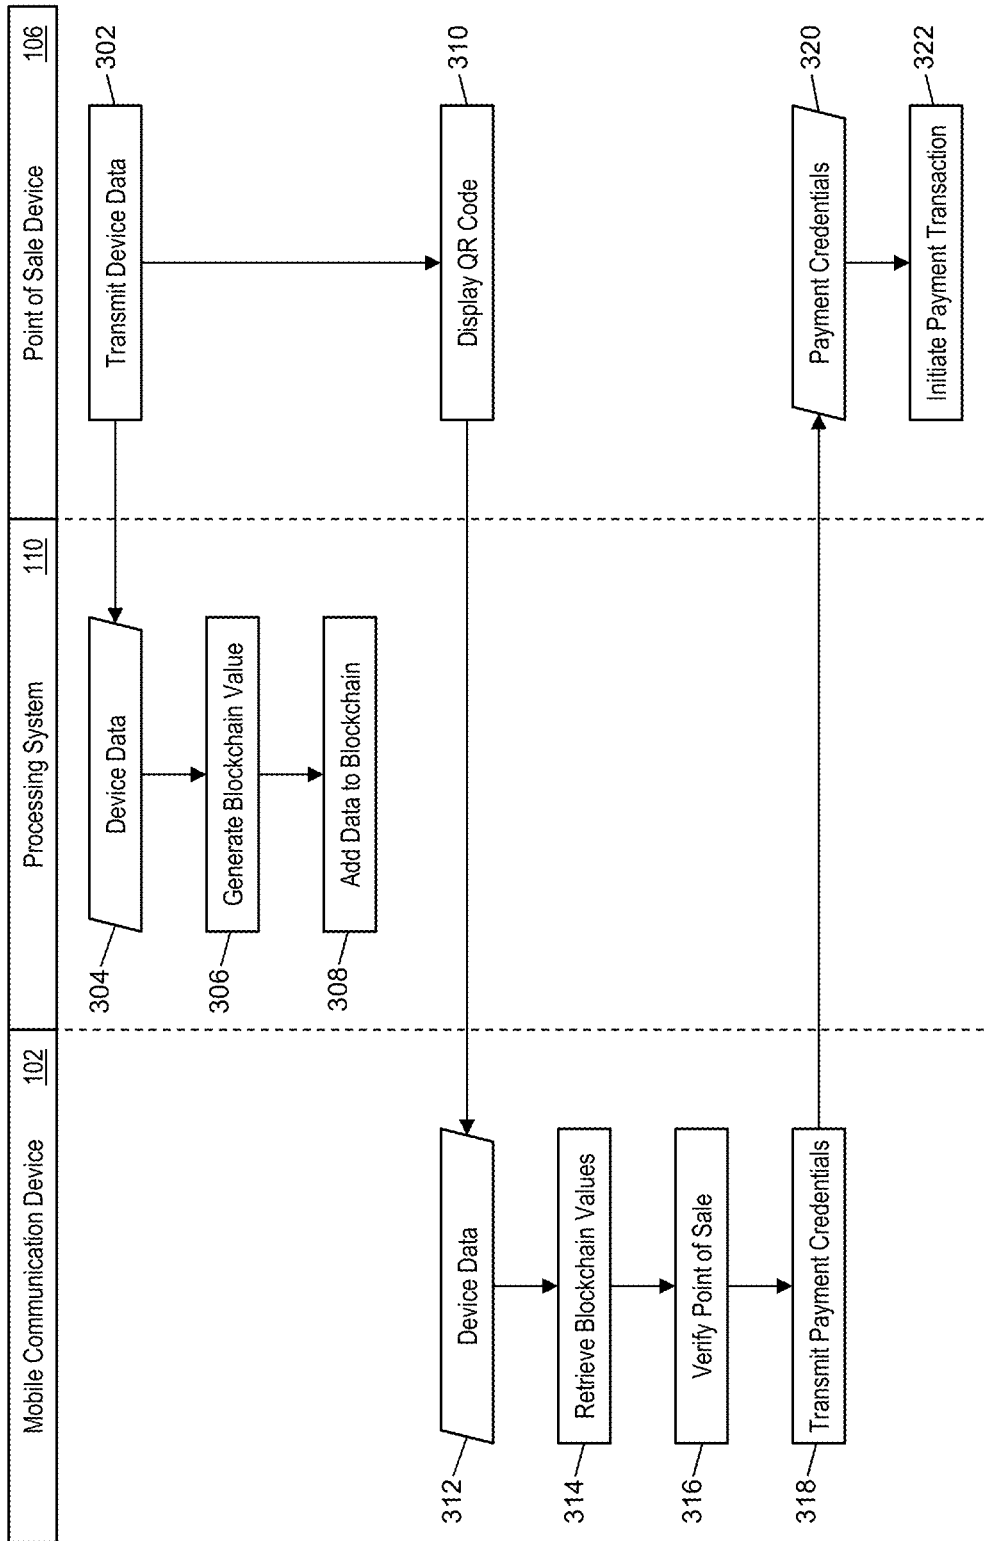 Mobile Communication Device 102
Processing System 110
Point of Sale Device 106
Transmit Device Data
302
304
Device Data
306
Generate Blockchain Value
308
Add Data to Blockchain
Display QR Code
310
312
Device Data
314
Retrieve Blockchain Values
316
Verify Point of Sale
318
Transmit Payment Credentials
Payment Credentials
320
Initiate Payment Transaction
322